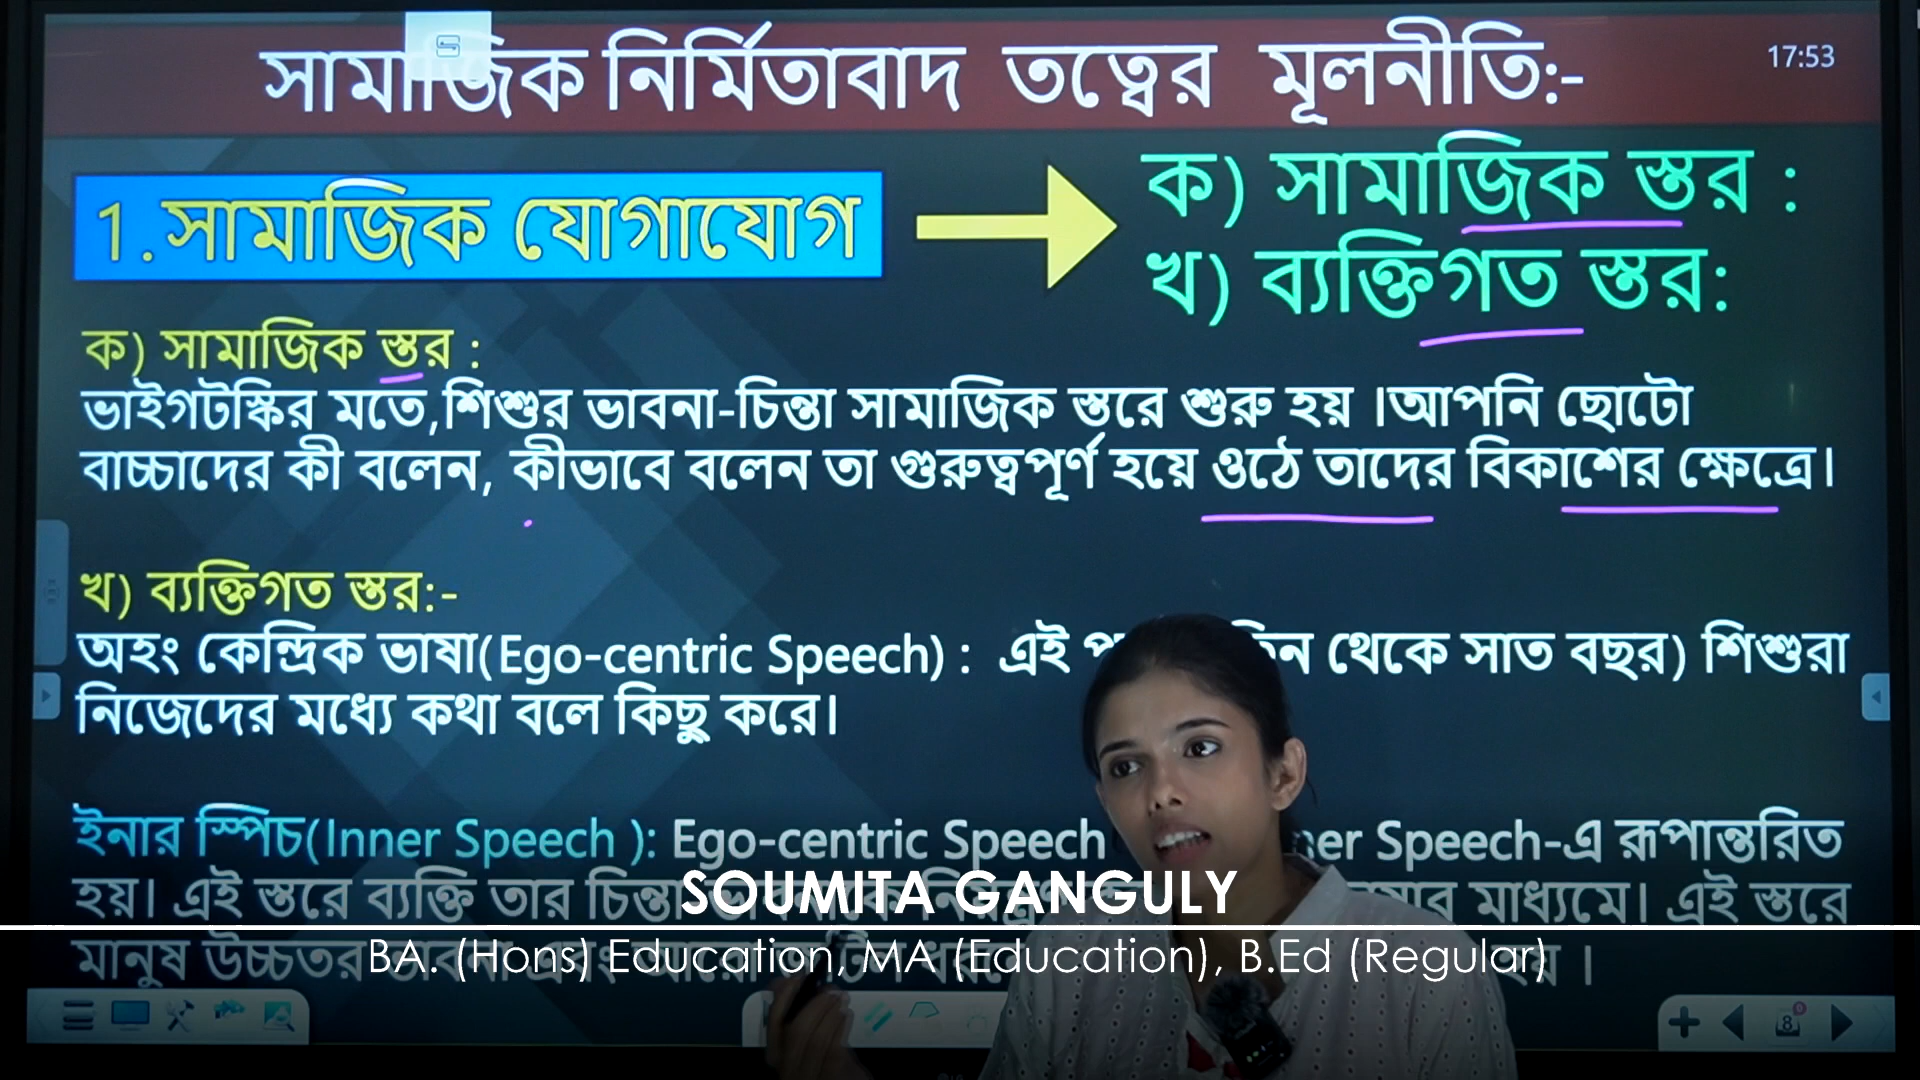 সামাজিক নির্মিতাবাদ তত্বের মূলনীতি:-
17:53
1.সামাজিক যোগাযোগ
ক) সামাজিক স্তর :
খ) ব্যক্তিগত স্তর:
ক) সামাজিক স্তর :
ভাইগটস্কির মতে,শিশুর ভাবনা-চিন্তা সামাজিক স্তরে শুরু হয় ।আপনি ছোটো
বাচ্চাদের কী বলেন, কীভাবে বলেন তা গুরুত্বপূর্ণ হয়ে ওঠে তাদের বিকাশের ক্ষেত্রে।
খ) ব্যক্তিগত স্তর:-
অহং কেন্দ্রিক ভাষা(Ego-centric Speech) : এই থেকে সাত বছর) শিশুরা
নিজেদের মধ্যে কথা বলে কিছু করে।
ইনার স্পিচ(Inner Speech ): Ego-centric Speech Speech-এ রূপান্তরিত
হয়। এই স্তরে ব্যক্তি তার চিন্তা মাধ্যমে। এই স্তরে
SOUMITA GANGULY
মানুষ উচ্চতর
BA. (Hons) Education, MA (Education), B.Ed (Regular)
8